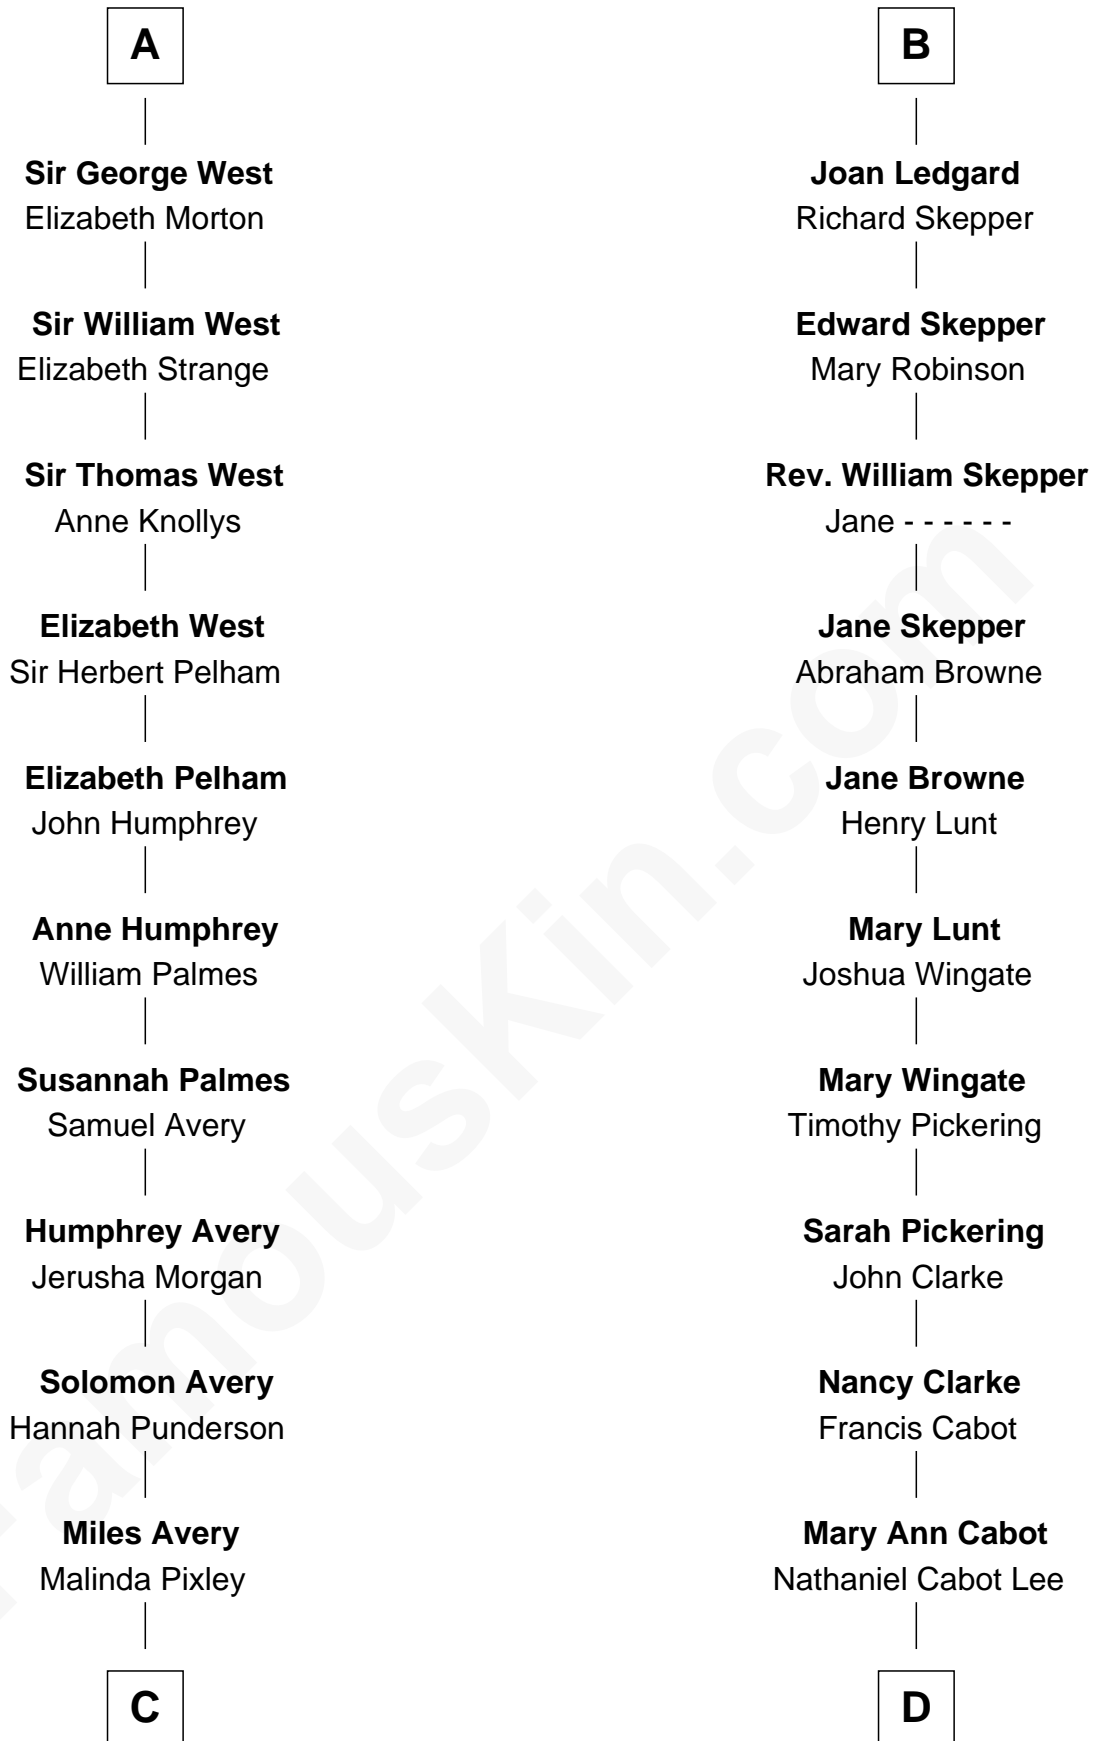 A
Sir George West
Elizabeth Morton
Sir William West
Elizabeth Strange
Sir Thomas West
Anne Knollys
Elizabeth West
Sir Herbert Pelham
Elizabeth Pelham
John Humphrey
Anne Humphrey
William Palmes
Susannah Palmes
Samuel Avery
Humphrey Avery
Jerusha Morgan
Solomon Avery
Hannah Punderson
Miles Avery
Malinda Pixley
C
B
Joan Ledgard
Richard Skepper
Edward Skepper
Mary Robinson
Rev. William Skepper
Jane - - - - - -
Jane Skepper
Abraham Browne
Jane Browne
Henry Lunt
Mary Lunt
Joshua Wingate
Mary Wingate
Timothy Pickering
Sarah Pickering
John Clarke
Nancy Clarke
Francis Cabot
Mary Ann Cabot
Nathaniel Cabot Lee
D
FamousKin.com